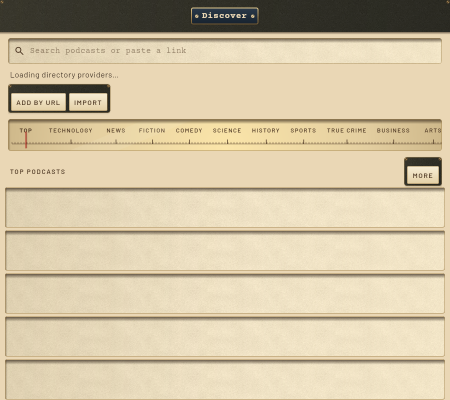 Discover
Search podcasts or paste a link
Loading directory providers...
ADD BY URL IMPORT
TOP TECHNOLOGY NEWS FICTION COMEDY SCIENCE HISTORY SPORTS TRUE CRIME BUSINESS ARTS
TOP PODCASTS
MORE